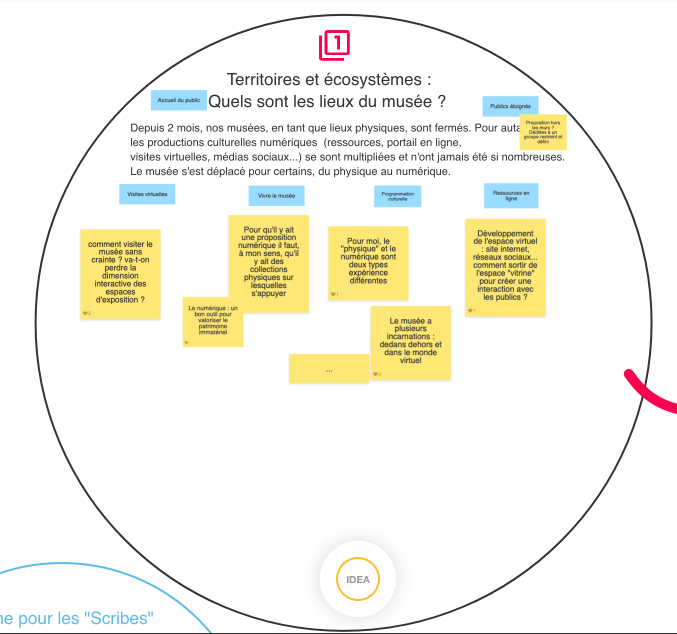 1
Territoires et écosystèmes :
Quels sont les lieux du musée ?
Accueil du public
Publics éloignés
Proposition hors
les murs ?
Dédiées à un
groupe restreint et
défini
Depuis 2 mois, nos musées, en tant que lieux physiques, sont fermés. Pour
les productions culturelles numériques (ressources, portail en ligne,
visites virtuelles, médias sociaux...) se sont multipliées et n'ont jamais été si nombreuses.
Le musée s'est déplacé pour certains, du physique au numérique.
Visites virtuelles
Vivre le musée
Programmation
culturelle
Ressources en
ligne
comment visiter le
musée sans
crainte ? va-t-on
perdre la
dimension
interactive des
espaces
d'exposition ?
Pour qu'il y ait
une proposition
numérique il faut,
à mon sens, qu'il
y ait des
collections
physiques sur
lesquelles
s'appuyer
Pour moi, le
"physique" et le
numérique sont
deux types
expérience
différentes
Développement
de l'espace virtuel
: site internet,
réseaux sociaux...
comment sortir de
l'espace "vitrine"
pour créer une
interaction avec
les publics ?
Le numérique : un
bon outil pour
valoriser le
patrimoine
immatériel
Le musée a
plusieurs
incarnations :
dedans dehors et
dans le monde
virtuel
...
IDEA
ne pour les "Scribes"